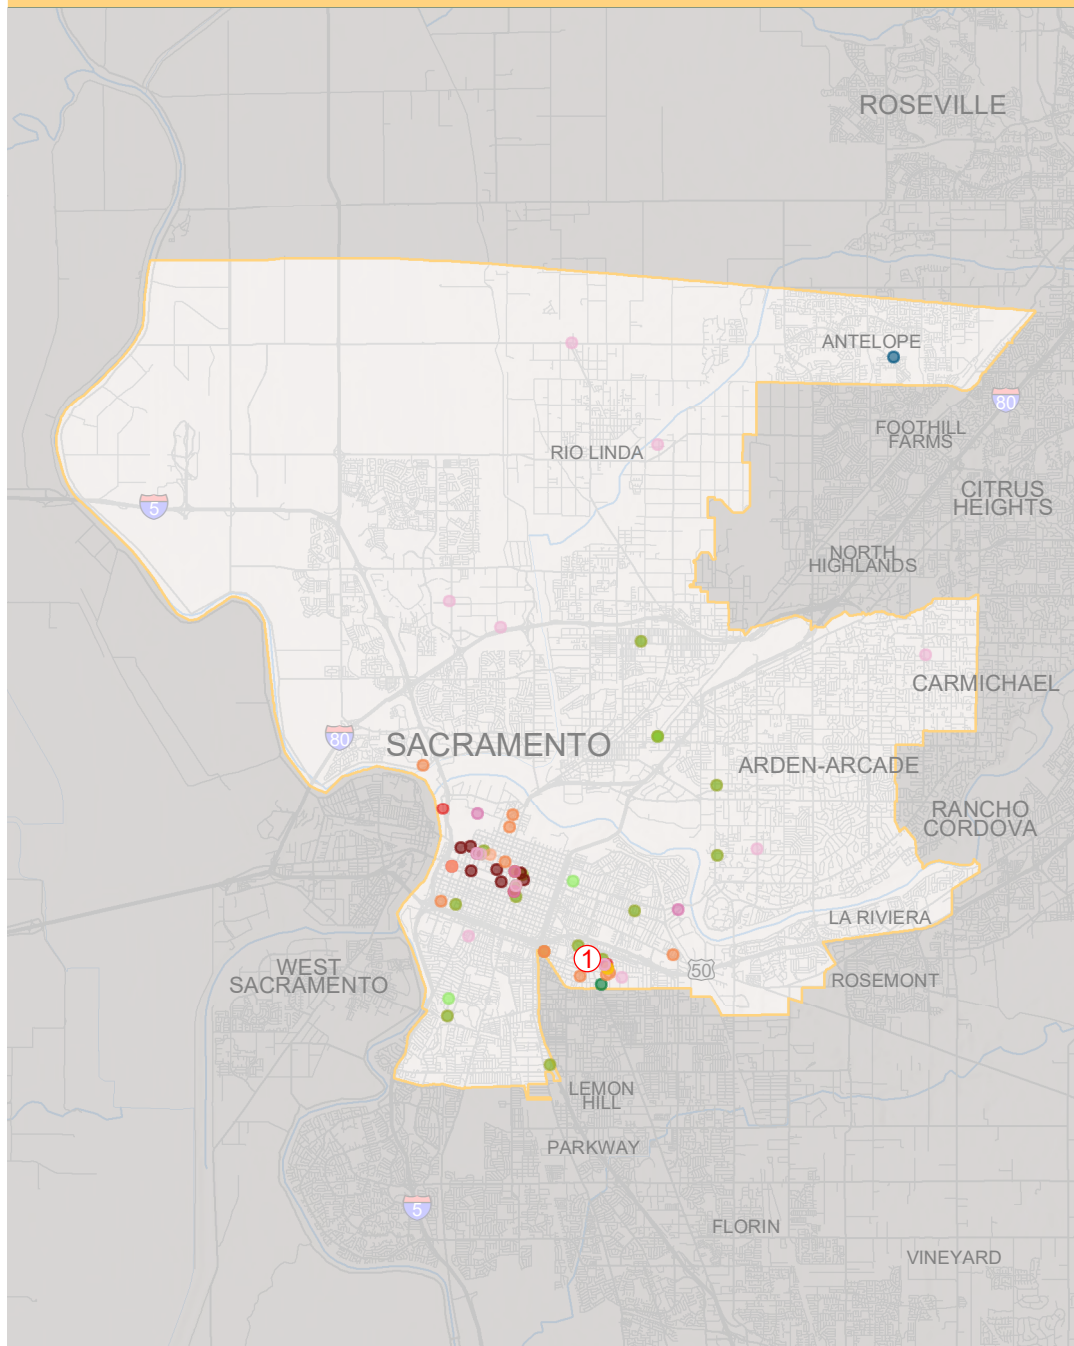 ROSEVILLE
ANTELOPE
80
FOOTHILL
FARMS
RIO LINDA
CITRUS
HEIGHTS
5
NORTH
HIGHLANDS
CARMICHAEL
80
SACRAMENTO
ARDEN-ARCADE
RANCHO
CORDOVA
LA RIVIERA
1
50
WEST
SACRAMENTO
ROSEMONT
LEMON
HILL
PARKWAY
5
FLORIN
VINEYARD